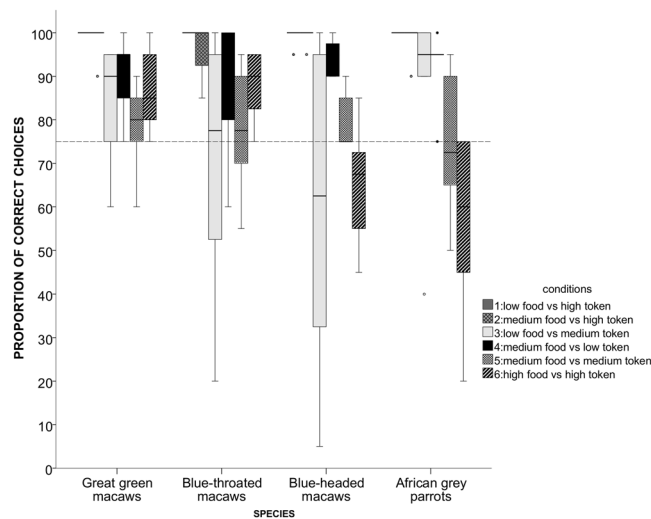 PROPORTION OF CORRECT CHOICES
100
90
80
70
60
50
40
30
20
10
0
Great green
macaws
Blue-throated
macaws
Blue-headed
macaws
African grey
parrots
SPECIES
conditions
1:low food vs high token
2:medium food vs high token
3:low food vs medium token
4:medium food vs low token
5:medium food vs medium token
6:high food vs high token